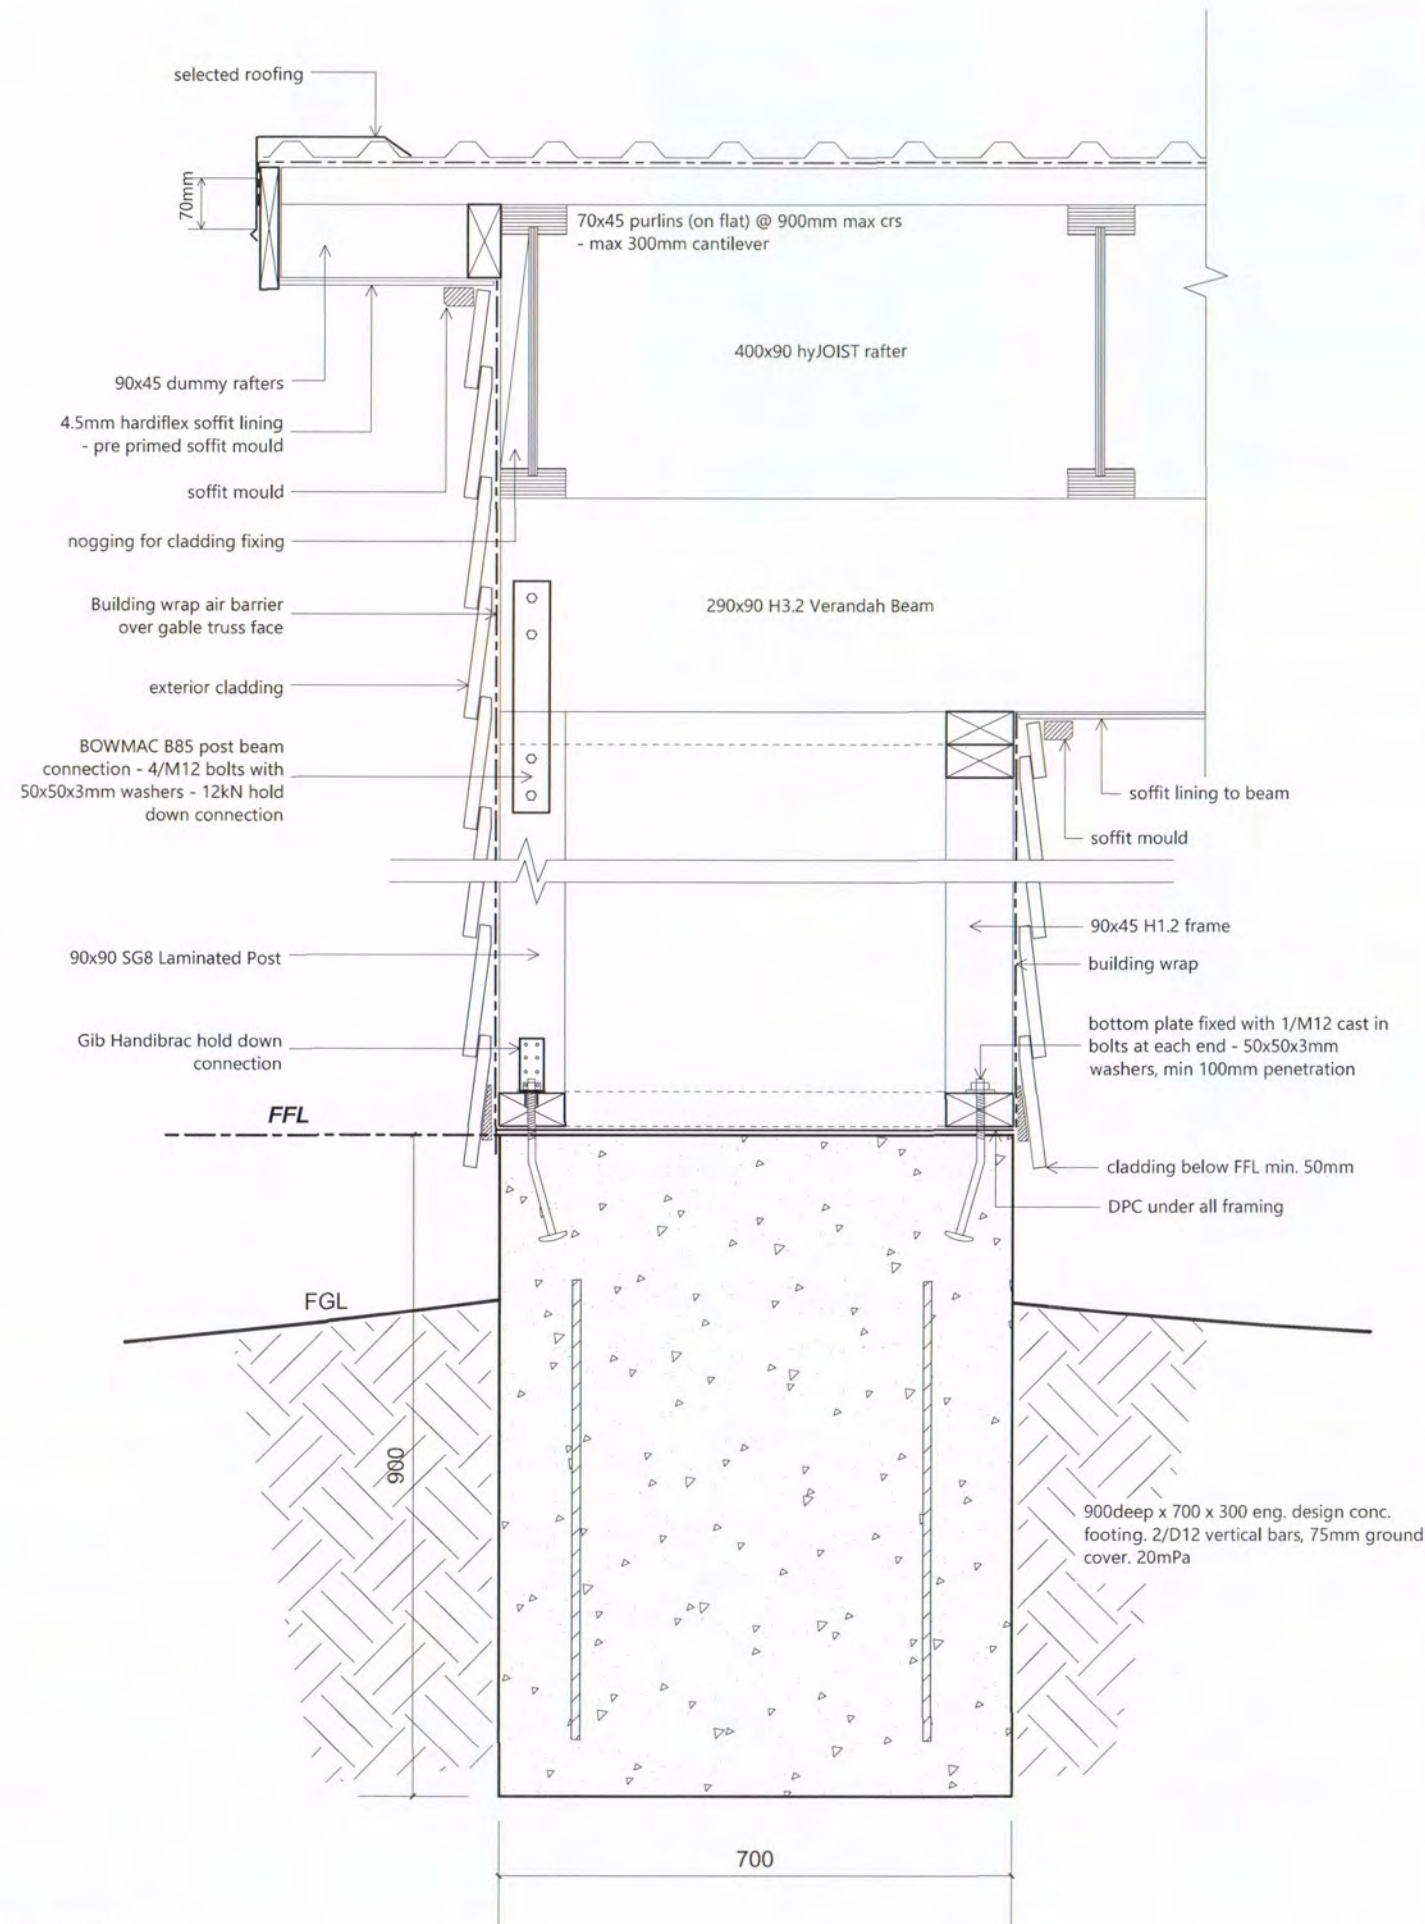 selected roofing
70mm
70x45 purlins (on flat) @ 900mm max crs
- max 300mm cantilever
400x90 hyJOIST rafter
90x45 dummy rafters
4.5mm hardiflex soffit lining
- pre primed soffit mould
soffit mould
nogging for cladding fixing
Building wrap air barrier
over gable truss face
290x90 H3.2 Verandah Beam
exterior cladding
BOWMAC B85 post beam
connection - 4/M12 bolts with
50x50x3mm washers - 12kN hold
down connection
soffit lining to beam
soffit mould
90x45 H1.2 frame
90x90 SG8 Laminated Post
building wrap
Gib Handibrac hold down
connection
bottom plate fixed with 1/M12 cast in
bolts at each end - 50x50x3mm
washers, min 100mm penetration
FFL
cladding below FFL min. 50mm
DPC under all framing
FGL
900
900deep x 700 x 300 eng. design conc.
footing. 2/D12 vertical bars, 75mm ground
cover. 20mPa
700